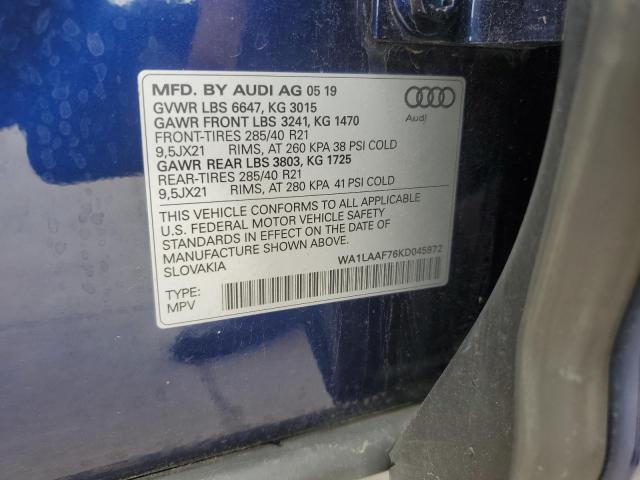 MFD. BY AUDI AG 05 19
GVWR LBS 6647, KG 3015
GAWR FRONT LBS 3241, KG 1470
FRONT-TIRES 285/40 R21
9,5JX21 RIMS, AT 260 KPA 38 PSI COLD
GAWR REAR LBS 3803, KG 1725
REAR-TIRES 285/40 R21
9,5JX21 RIMS, AT 280 KPA 41 PSI COLD
Audi
THIS VEHICLE CONFORMS TO ALL APPLICABLE
U.S. FEDERAL MOTOR VEHICLE SAFETY
STANDARDS IN EFFECT ON THE DATE OF
MANUFACTURE SHOWN ABOVE.
SLOVAKIA
WA1LAAF76KD045972
TYPE:
MPV